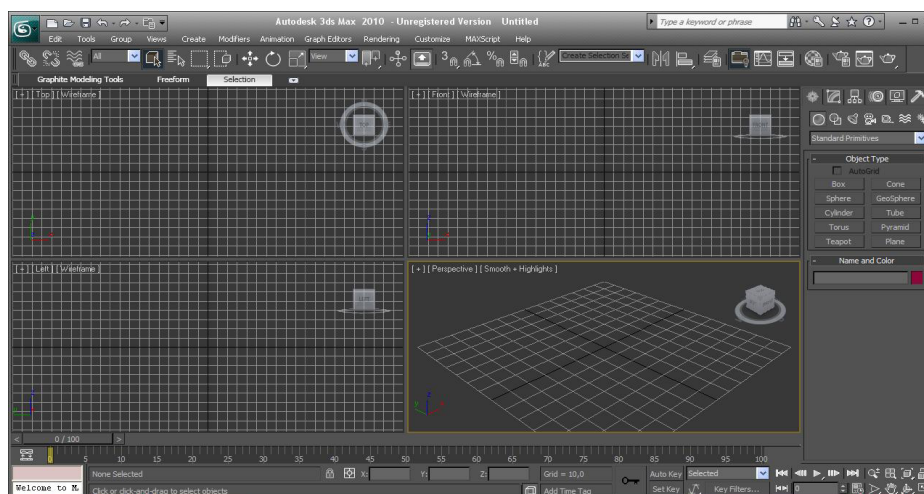 Autodesk 3ds Max 2010 - Unregistered Version Untitled
Type a keyword or phrase
Edit Tools Group Views Create Modifiers Animation Graph Editors Rendering Customize MAXScript Help
All
View
3
Create Selection Se
Graphite Modeling Tools Freeform Selection
[ + ] [ Top ] [ Wireframe ]
[ + ] [ Front ] [ Wireframe ]
TOP
FRONT
Standard Primitives
- Object Type
AutoGrid
Box Cone
Sphere GeoSphere
Cylinder Tube
Torus Pyramid
Teapot Plane
- Name and Color
[ + ] [ Left ] [ Wireframe ]
[ + ] [ Perspective ] [ Smooth + Highlights ]
LEFT
< 0 / 100 >
0 5 10 15 20 25 30 35 40 45 50 55 60 65 70 75 80 85 90 95 100
None Selected X: Y: Z: Grid = 10,0 Auto Key Selected
Welcome to M. Click or click-and-drag to select objects Add Time Tag Set Key Key Filters... 0